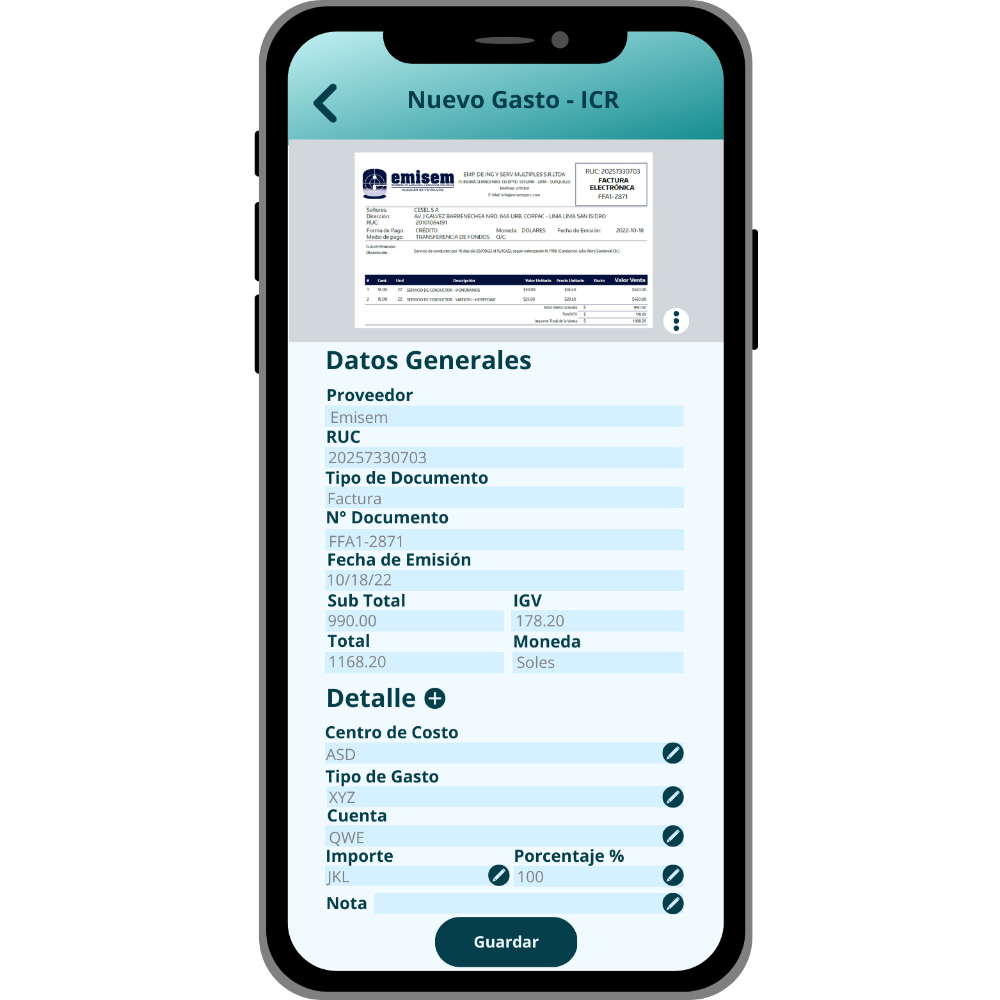 Nuevo Gasto - ICR
emisem
EMPRESA DE INGENIERIA Y SERVICIOS MULTIPLES
ALQUILER DE VEHÍCULOS
EMP. DE ING Y SERV MULTIPLES S.R.LTDA
PJ. INDIRA GHANDI NRO. 133 DPTO. 101 LIMA - LIMA - SURQUILLO
Teléfono: 2715159
E-Mail: info@emisemperu.com
RUC: 20257330703
FACTURA
ELECTRÓNICA
FFA1-2871
Señores: CESEL S A
Dirección: AV. J GALVEZ BARRENECHEA NRO. 646 URB. CORPAC - LIMA LIMA SAN ISIDRO
RUC: 20101064191
Forma de Pago: CRÉDITO Moneda: DOLARES Fecha de Emisión: 2022-10-18
Medio de pago: TRANSFERENCIA DE FONDOS O/C:
Guía de Remisión :
Observación : Servicio de conductor por 18 días del 28/09/22 al 15/10/22; según valorización N 7198. (Conductor: Julio Akira Sandoval Ch.)
# Cant. Und Descripción Valor Unitario Precio Unitario Dscto Valor Venta
1 18.00 ZZ SERVICIO DE CONDUCTOR - HONORARIOS $30.00 $35.40 $540.00
2 18.00 ZZ SERVICIO DE CONDUCTOR - VIATICOS + HOSPEDAJE $25.00 $29.50 $450.00
Total Venta Gravada $ 990.00
Total IGV $ 178.20
Importe Total de la Venta $ 1,168.20
Datos Generales
Proveedor
Emisem
RUC
20257330703
Tipo de Documento
Factura
N° Documento
FFA1-2871
Fecha de Emisión
10/18/22
Sub Total IGV
990.00 178.20
Total Moneda
1168.20 Soles
Detalle
Centro de Costo
ASD
Tipo de Gasto
XYZ
Cuenta
QWE
Importe Porcentaje %
JKL 100
Nota
Guardar